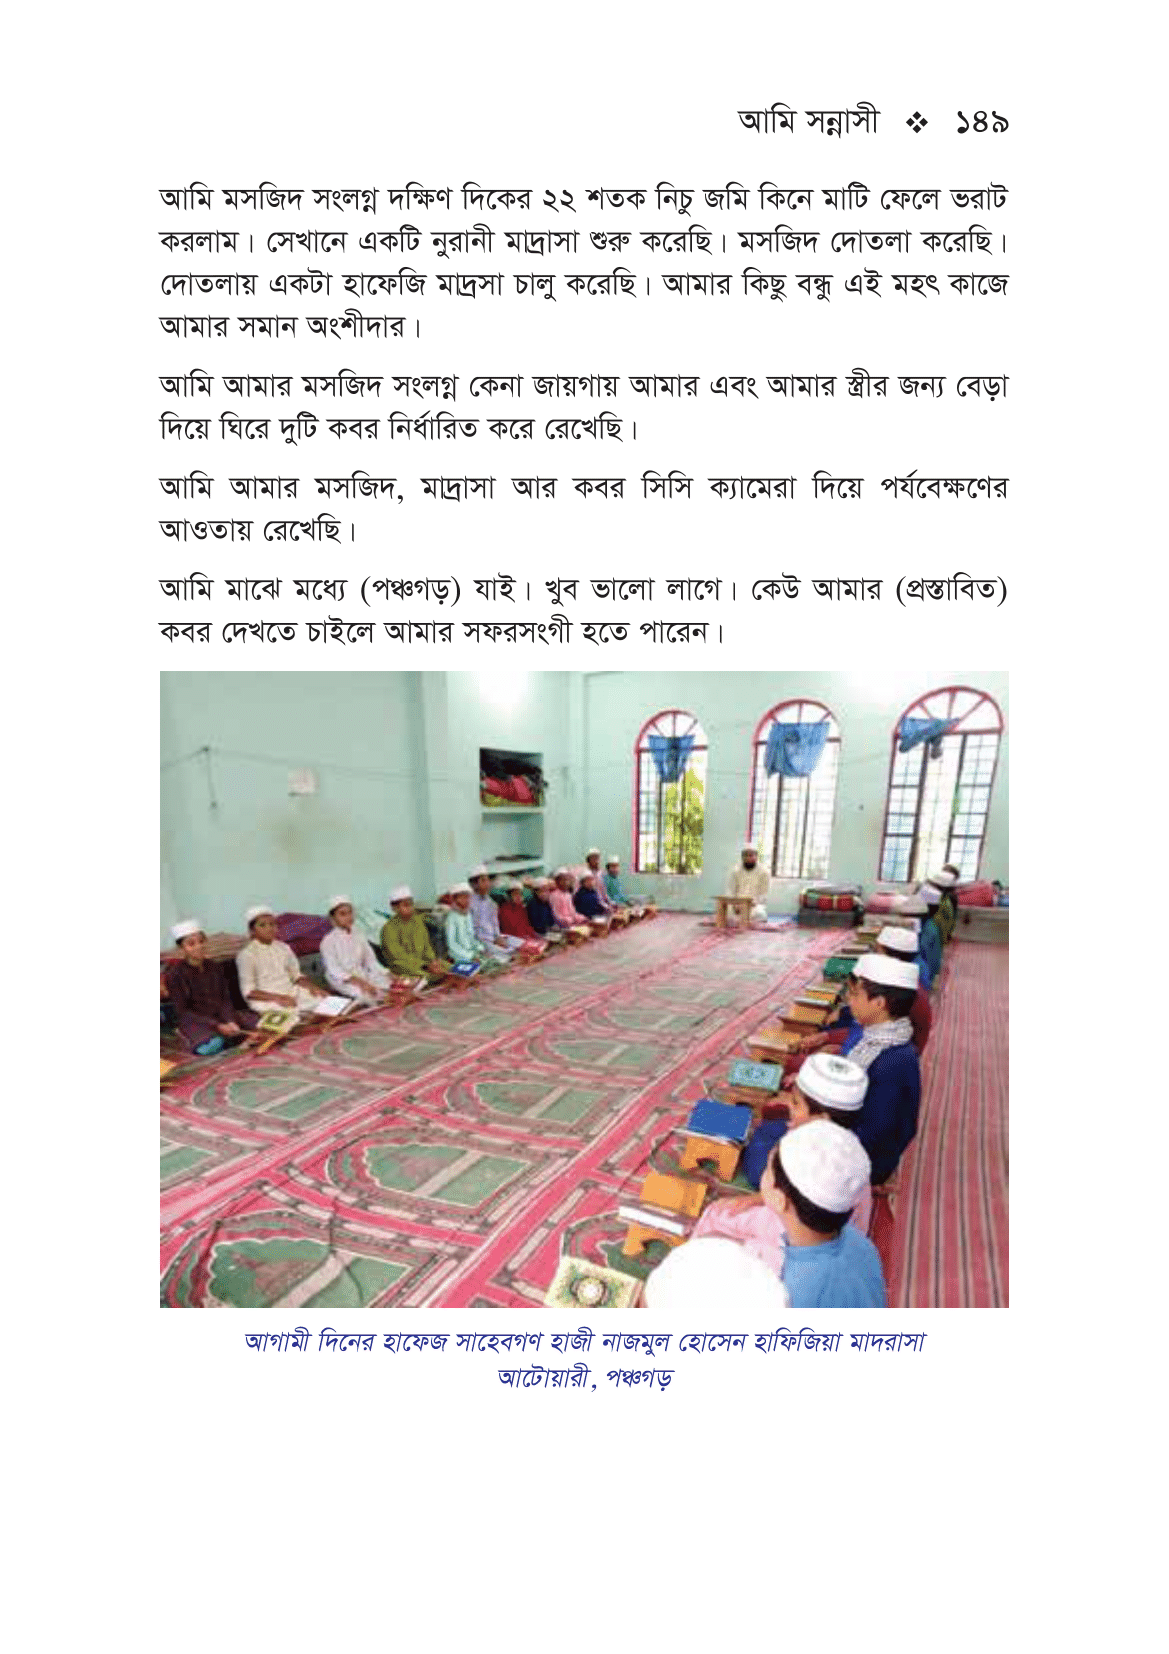 আমি সন্নাসী ❖ ১৪৯
আমি মসজিদ সংলগ্ন দক্ষিণ দিকের ২২ শতক নিচু জমি কিনে মাটি ফেলে ভরাট
করলাম। সেখানে একটি নুরানী মাদ্রাসা শুরু করেছি। মসজিদ দোতলা করেছি।
দোতলায় একটা হাফেজি মাদ্রসা চালু করেছি। আমার কিছু বন্ধু এই মহৎ কাজে
আমার সমান অংশীদার।
আমি আমার মসজিদ সংলগ্ন কেনা জায়গায় আমার এবং আমার স্ত্রীর জন্য বেড়া
দিয়ে ঘিরে দুটি কবর নির্ধারিত করে রেখেছি।
আমি আমার মসজিদ, মাদ্রাসা আর কবর সিসি ক্যামেরা দিয়ে পর্যবেক্ষণের
আওতায় রেখেছি।
আমি মাঝে মধ্যে (পঞ্চগড়) যাই। খুব ভালো লাগে। কেউ আমার (প্রস্তাবিত)
কবর দেখতে চাইলে আমার সফরসংগী হতে পারেন।
আগামী দিনের হাফেজ সাহেবগণ হাজী নাজমুল হোসেন হাফিজিয়া মাদরাসা
আটোয়ারী, পঞ্চগড়